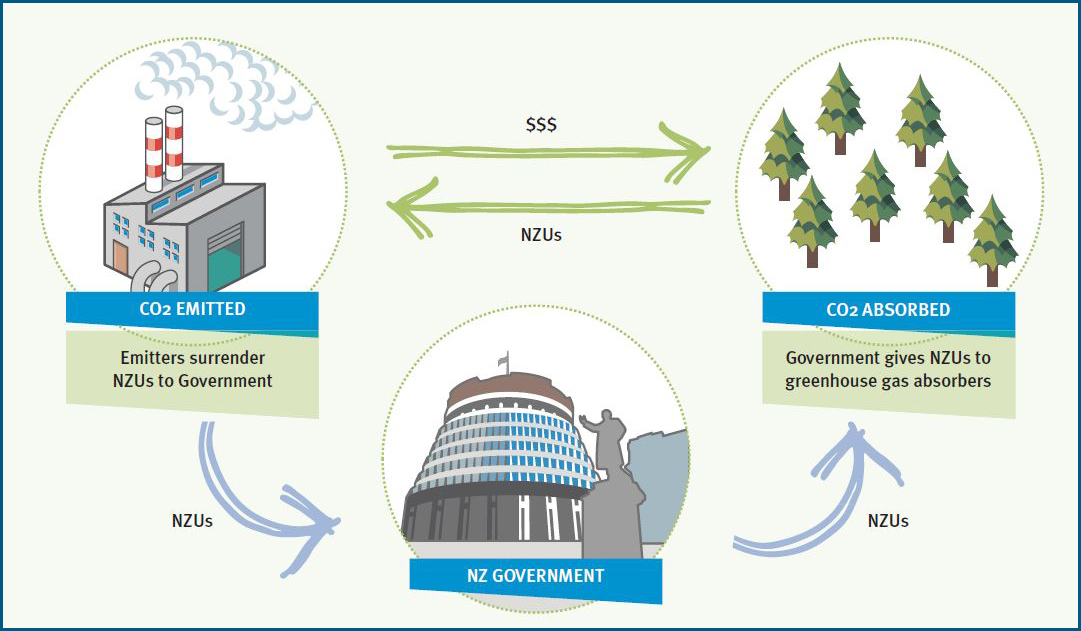 $$$
NZUs
CO2 EMITTED
Emitters surrender
NZUs to Government
CO2 ABSORBED
Government gives NZUs to
greenhouse gas absorbers
NZUs
NZUs
NZ GOVERNMENT